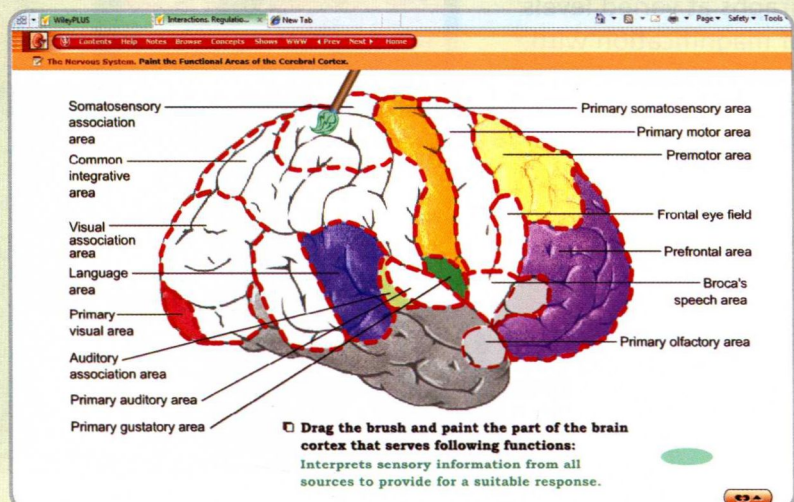 WileyPLUS
Interactions. Regulatio...
New Tab
Page
Safety
Tools
Contents Help Notes Browse Concepts Shows WWW Prev Next Home
The Nervous System. Paint the Functional Areas of the Cerebral Cortex.
Somatosensory
association
area
Common
integrative
area
Visual
association
area
Language
area
Primary
visual area
Auditory
association area
Primary auditory area
Primary gustatory area
Primary somatosensory area
Primary motor area
Premotor area
Frontal eye field
Prefrontal area
Broca's
speech area
Primary olfactory area
Drag the brush and paint the part of the brain
cortex that serves following functions:
Interprets sensory information from all
sources to provide for a suitable response.